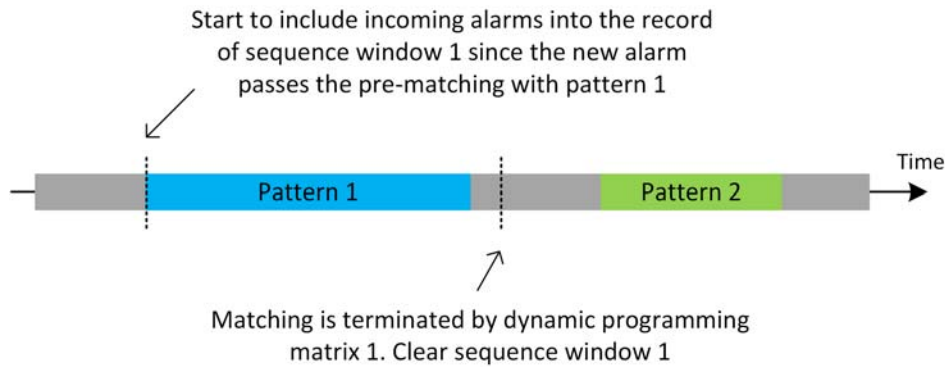 Start to include incoming alarms into the record
of sequence window 1 since the new alarm
passes the pre-matching with pattern 1
Time
Pattern 1
Pattern 2
Matching is terminated by dynamic programming
matrix 1. Clear sequence window 1